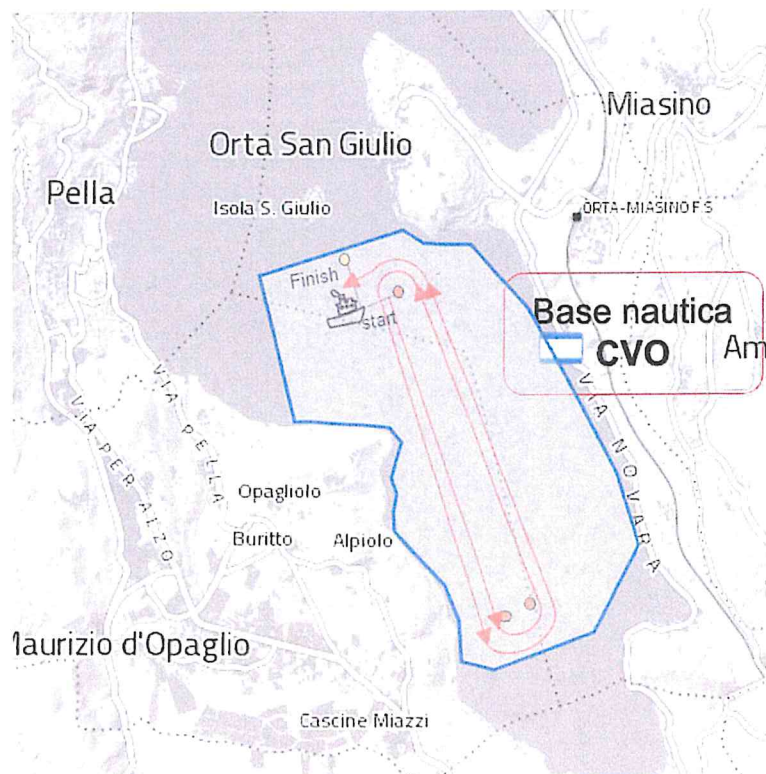 Miasino
Orta San Giulio
Pella
Isola S. Giulio
ORTA-MIASINO F.S
Finish
start
Base nautica
CVO
Am
VIA PELLA
VIA PER ALZO
VIA NOVARA
Opagliolo
Buritto
Alpiolo
Maurizio d'Opaglio
Cascine Miazzi